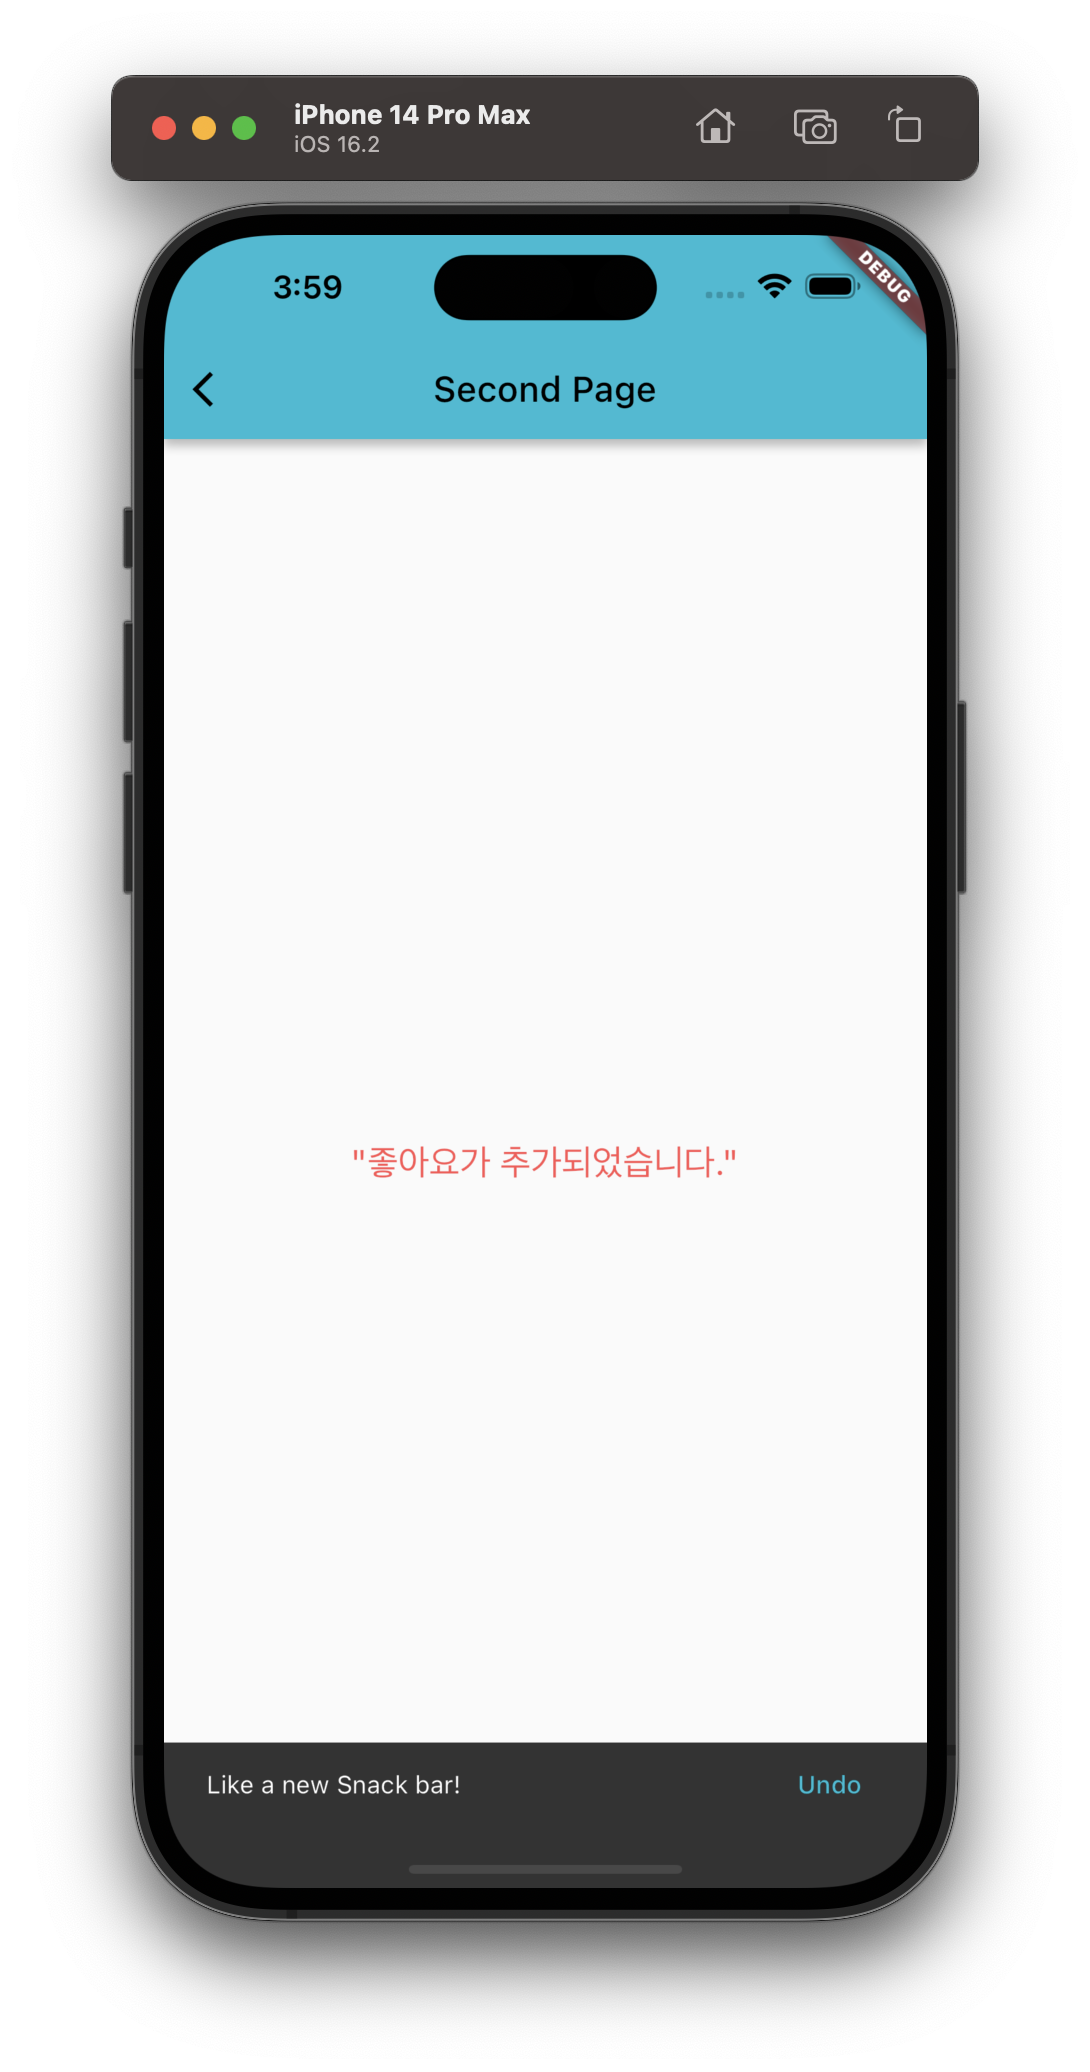 iPhone 14 Pro Max
iOS 16.2
3:59
DEBUG
Second Page
"좋아요가 추가되었습니다."
Like a new Snack bar!
Undo